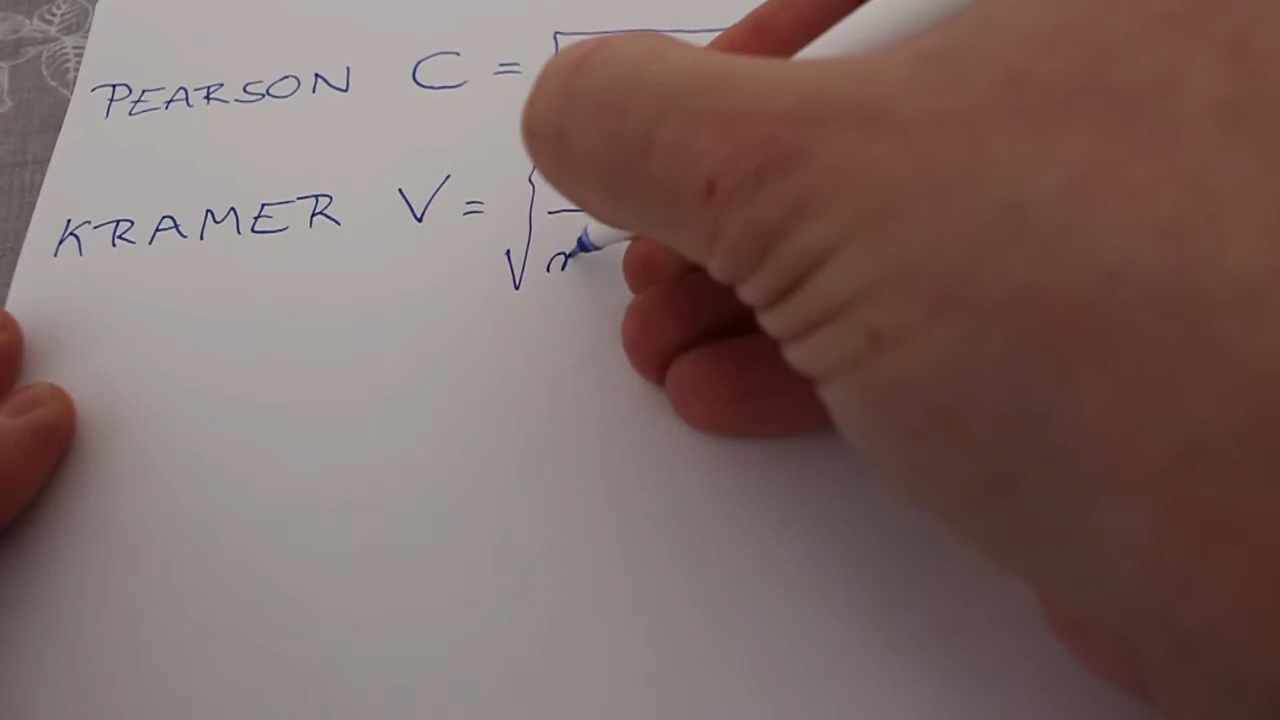 PEARSON C =
KRAMER V = √ n